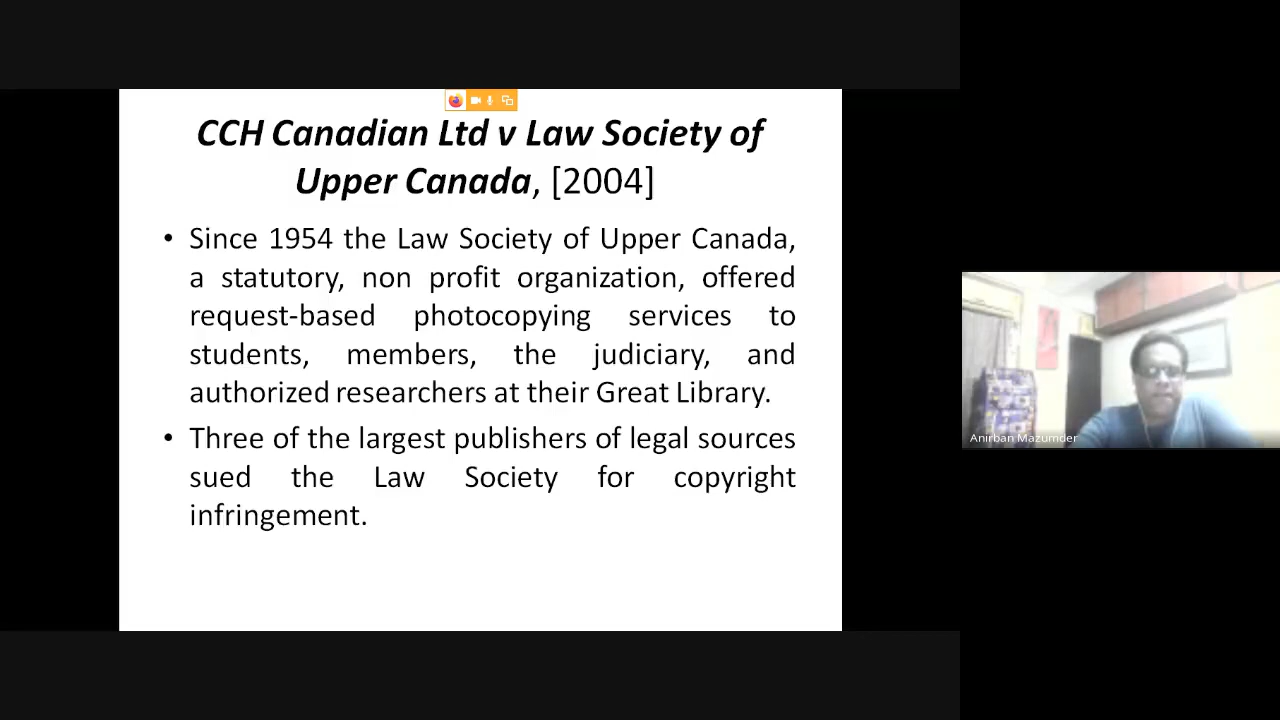 CCH Canadian Ltd v Law Society of
Upper Canada, [2004]
• Since 1954 the Law Society of Upper Canada,
a statutory, non profit organization, offered
request-based photocopying services to
students, members, the judiciary, and
authorized researchers at their Great Library.
• Three of the largest publishers of legal sources
sued the Law Society for copyright
infringement.
Anirban Mazumder